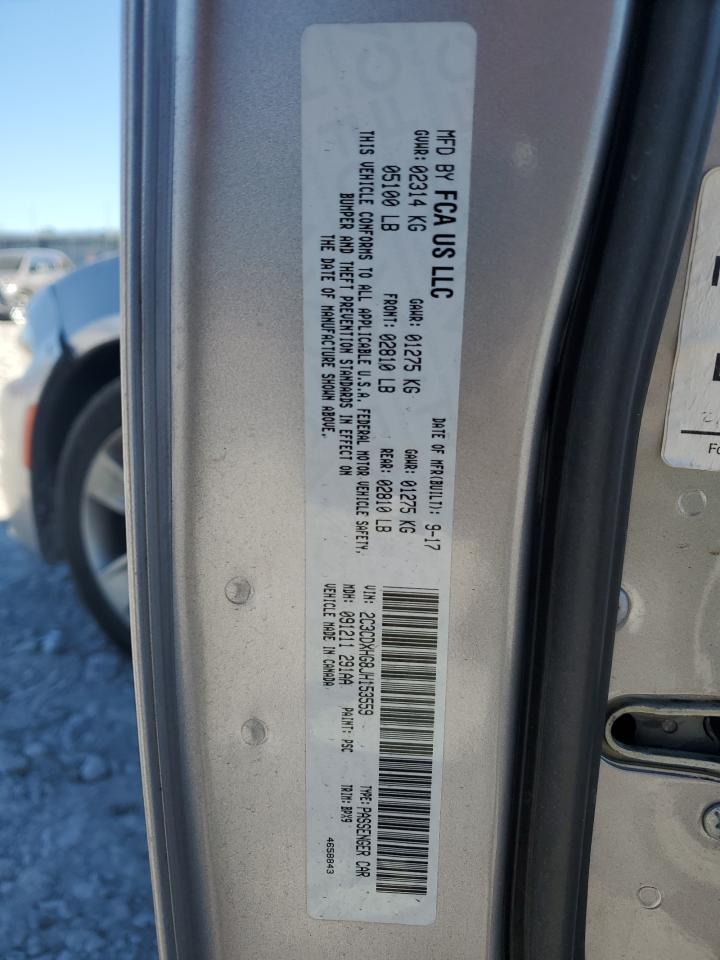 MFD BY FCA US LLC
DATE OF MFR(BUILT): 9-17
GVWR: 02314 KG GAWR: 01275 KG GAWR: 01275 KG
05100 LB FRONT: 02810 LB REAR: 02810 LB
THIS VEHICLE CONFORMS TO ALL APPLICABLE U.S.A. FEDERAL MOTOR VEHICLE SAFETY,
BUMPER AND THEFT PREVENTION STANDARDS IN EFFECT ON
THE DATE OF MANUFACTURE SHOWN ABOVE.
VIN: 2C3CDXHG8JH153559 TYPE: PASSENGER CAR
MDH: 091211 291AA PAINT: PSC TRIM: BPX9
VEHICLE MADE IN CANADA. 4658843